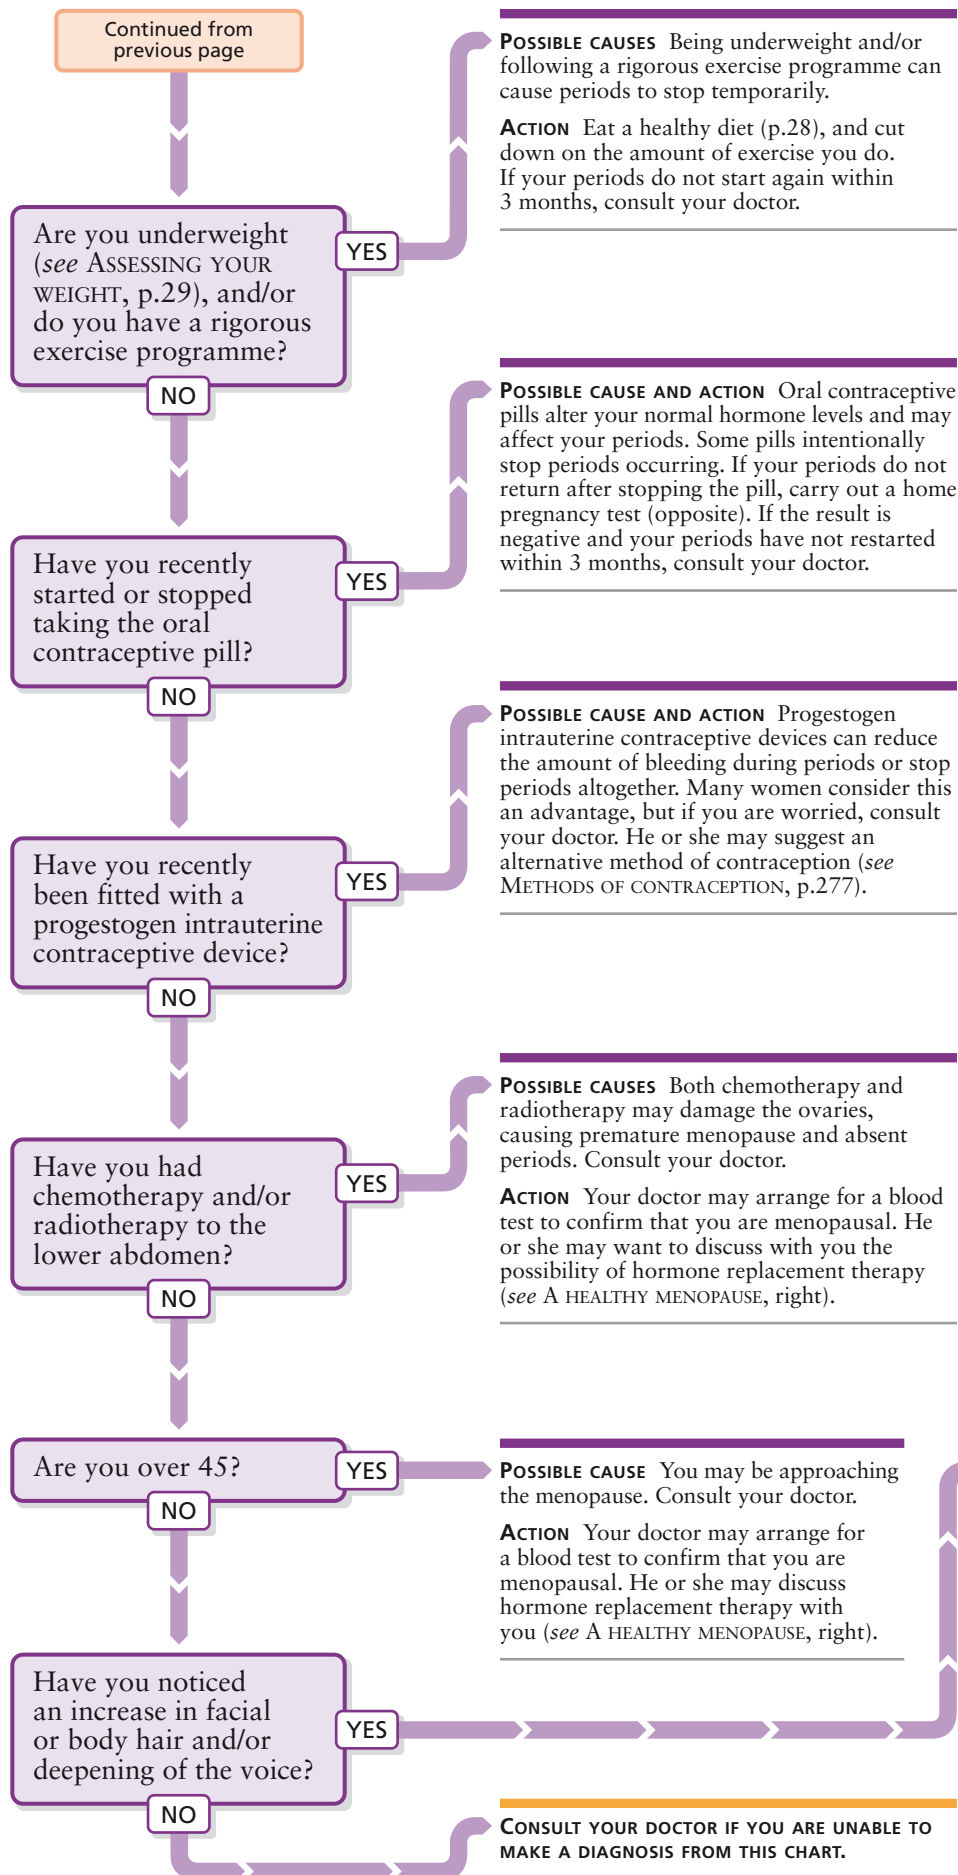 Continued from
previous page
POSSIBLE CAUSES Being underweight and/or
following a rigorous exercise programme can
cause periods to stop temporarily.
ACTION Eat a healthy diet (p.28), and cut
down on the amount of exercise you do.
If your periods do not start again within
3 months, consult your doctor.
Are you underweight
(see ASSESSING YOUR
WEIGHT, p.29), and/or
do you have a rigorous
exercise programme?
YES
NO
POSSIBLE CAUSE AND ACTION Oral contraceptive
pills alter your normal hormone levels and may
affect your periods. Some pills intentionally
stop periods occurring. If your periods do not
return after stopping the pill, carry out a home
pregnancy test (opposite). If the result is
negative and your periods have not restarted
within 3 months, consult your doctor.
Have you recently
started or stopped
taking the oral
contraceptive pill?
YES
NO
POSSIBLE CAUSE AND ACTION Progestogen
intrauterine contraceptive devices can reduce
the amount of bleeding during periods or stop
periods altogether. Many women consider this
an advantage, but if you are worried, consult
your doctor. He or she may suggest an
alternative method of contraception (see
METHODS OF CONTRACEPTION, p.277).
Have you recently
been fitted with a
progestogen intrauterine
contraceptive device?
YES
NO
POSSIBLE CAUSES Both chemotherapy and
radiotherapy may damage the ovaries,
causing premature menopause and absent
periods. Consult your doctor.
ACTION Your doctor may arrange for a blood
test to confirm that you are menopausal. He
or she may want to discuss with you the
possibility of hormone replacement therapy
(see A HEALTHY MENOPAUSE, right).
Have you had
chemotherapy and/or
radiotherapy to the
lower abdomen?
YES
NO
Are you over 45?
YES
NO
POSSIBLE CAUSE You may be approaching
the menopause. Consult your doctor.
ACTION Your doctor may arrange for
a blood test to confirm that you are
menopausal. He or she may discuss
hormone replacement therapy with
you (see A HEALTHY MENOPAUSE, right).
Have you noticed
an increase in facial
or body hair and/or
deepening of the voice?
YES
NO
CONSULT YOUR DOCTOR IF YOU ARE UNABLE TO
MAKE A DIAGNOSIS FROM THIS CHART.